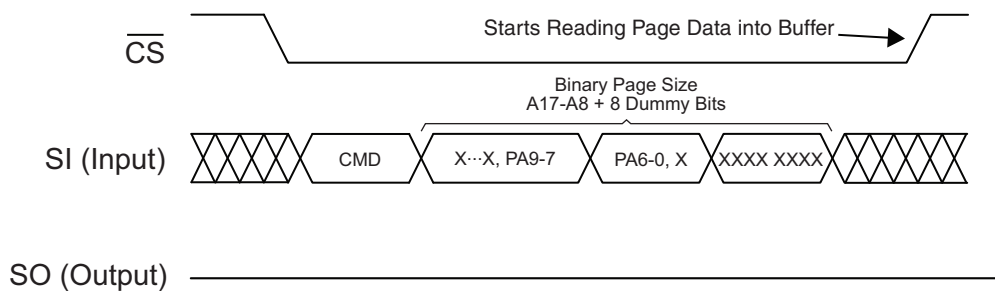 Starts Reading Page Data into Buffer
CS
Binary Page Size
A17-A8 + 8 Dummy Bits
SI (Input)
CMD
X···X, PA9-7
PA6-0, X
XXXX XXXX
SO (Output)